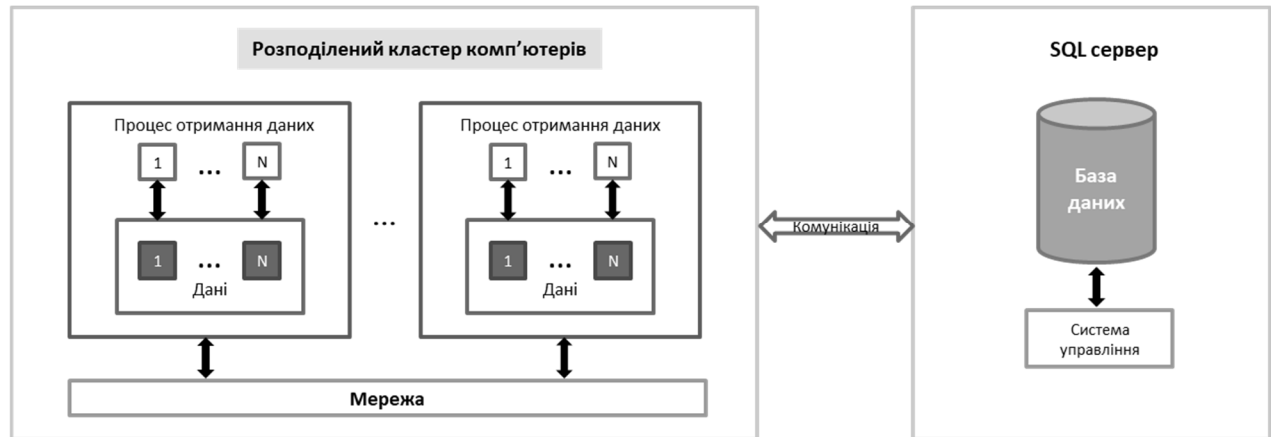 Розподілений кластер комп’ютерів
Процес отримання даних
1 ... N
1 ... N
Дані
...
Процес отримання даних
1 ... N
1 ... N
Дані
Мережа
Комунікація
SQL сервер
База
даних
Система
управління